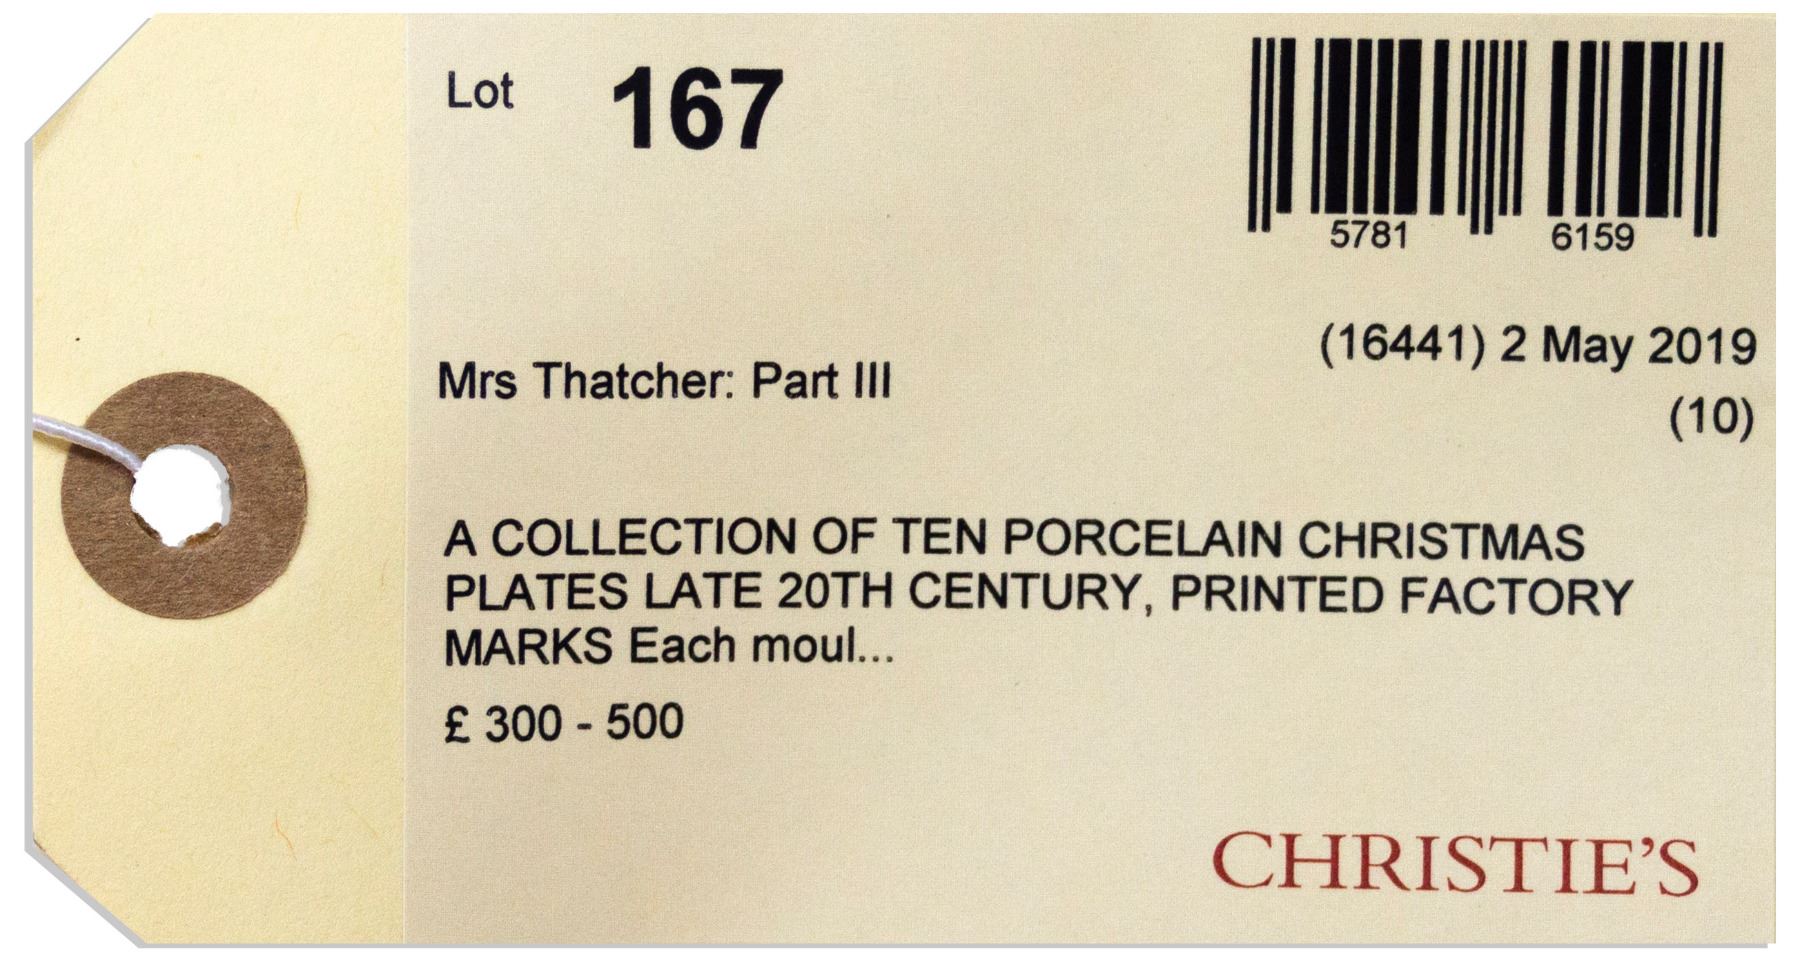 Lot 167
5781 6159
(16441) 2 May 2019
Mrs Thatcher: Part III
(10)
A COLLECTION OF TEN PORCELAIN CHRISTMAS
PLATES LATE 20TH CENTURY, PRINTED FACTORY
MARKS Each moul...
£ 300 - 500
CHRISTIE'S